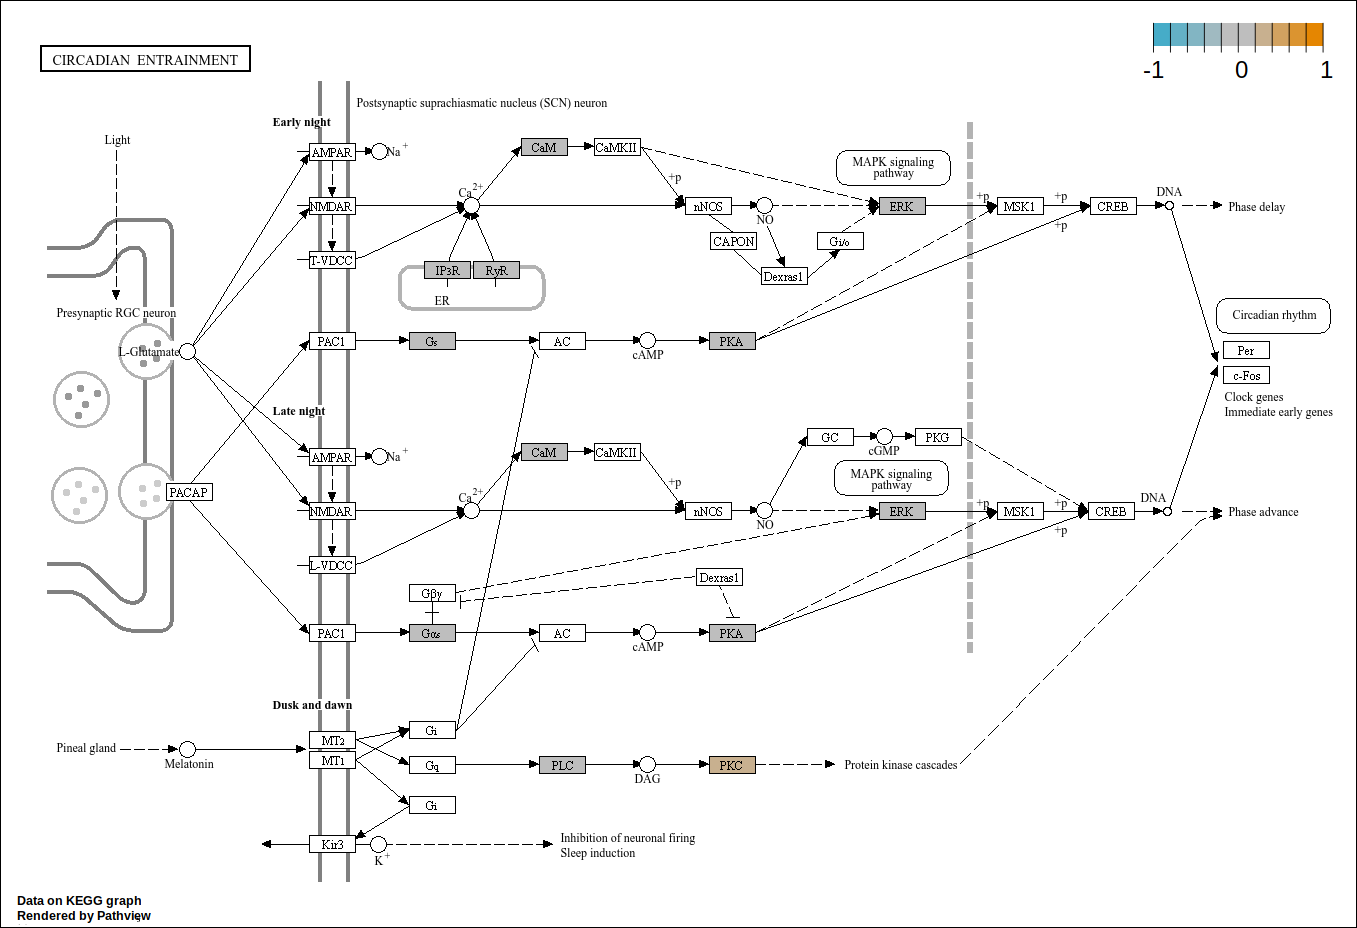 CIRCADIAN ENTRAINMENT
-1 0 1
Postsynaptic suprachiasmatic nucleus (SCN) neuron
Early night
Light
AMPAR
Na+
CaM
CaMKII
MAPK signaling
pathway
+p
Ca2+
NMDAR
nNOS
NO
ERK
+p
MSK1
+p
CREB
DNA
Phase delay
+p
CAPON
Gi/o
T-VDCC
IP3R
RyR
Dexras1
ER
Presynaptic RGC neuron
Circadian rhythm
L-Glutamate
PAC1
Gs
AC
cAMP
PKA
Per
c-Fos
Clock genes
Immediate early genes
Late night
AMPAR
Na+
CaM
CaMKII
GC
cGMP
PKG
MAPK signaling
pathway
+p
PACAP
Ca2+
NMDAR
nNOS
NO
ERK
+p
MSK1
+p
CREB
DNA
Phase advance
+p
L-VDCC
Gβγ
Dexras1
PAC1
Gαs
AC
cAMP
PKA
Dusk and dawn
Pineal gland
Melatonin
MT2
MT1
Gi
Gq
PLC
DAG
PKC
Protein kinase cascades
Gi
Kir3
K+
Inhibition of neuronal firing
Sleep induction
Data on KEGG graph
Rendered by Pathview